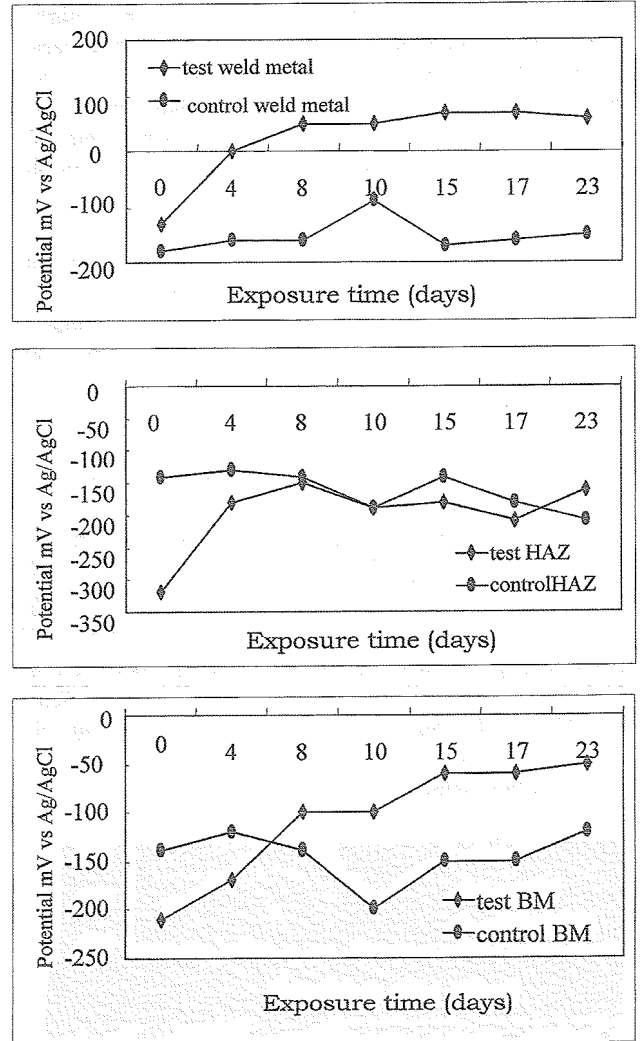 200
test weld metal
100
control weld metal
0
0 4 8 10 15 17 23
-100
-200
Potential mV vs Ag/AgCl
Exposure time (days)
0
0 4 8 10 15 17 23
-50
-100
-150
-200
-250
-300
-350
test HAZ
controlHAZ
Potential mV vs Ag/AgCl
Exposure time (days)
0
0 4 8 10 15 17 23
-50
-100
-150
-200
-250
test BM
control BM
Potential mV vs Ag/AgCl
Exposure time (days)